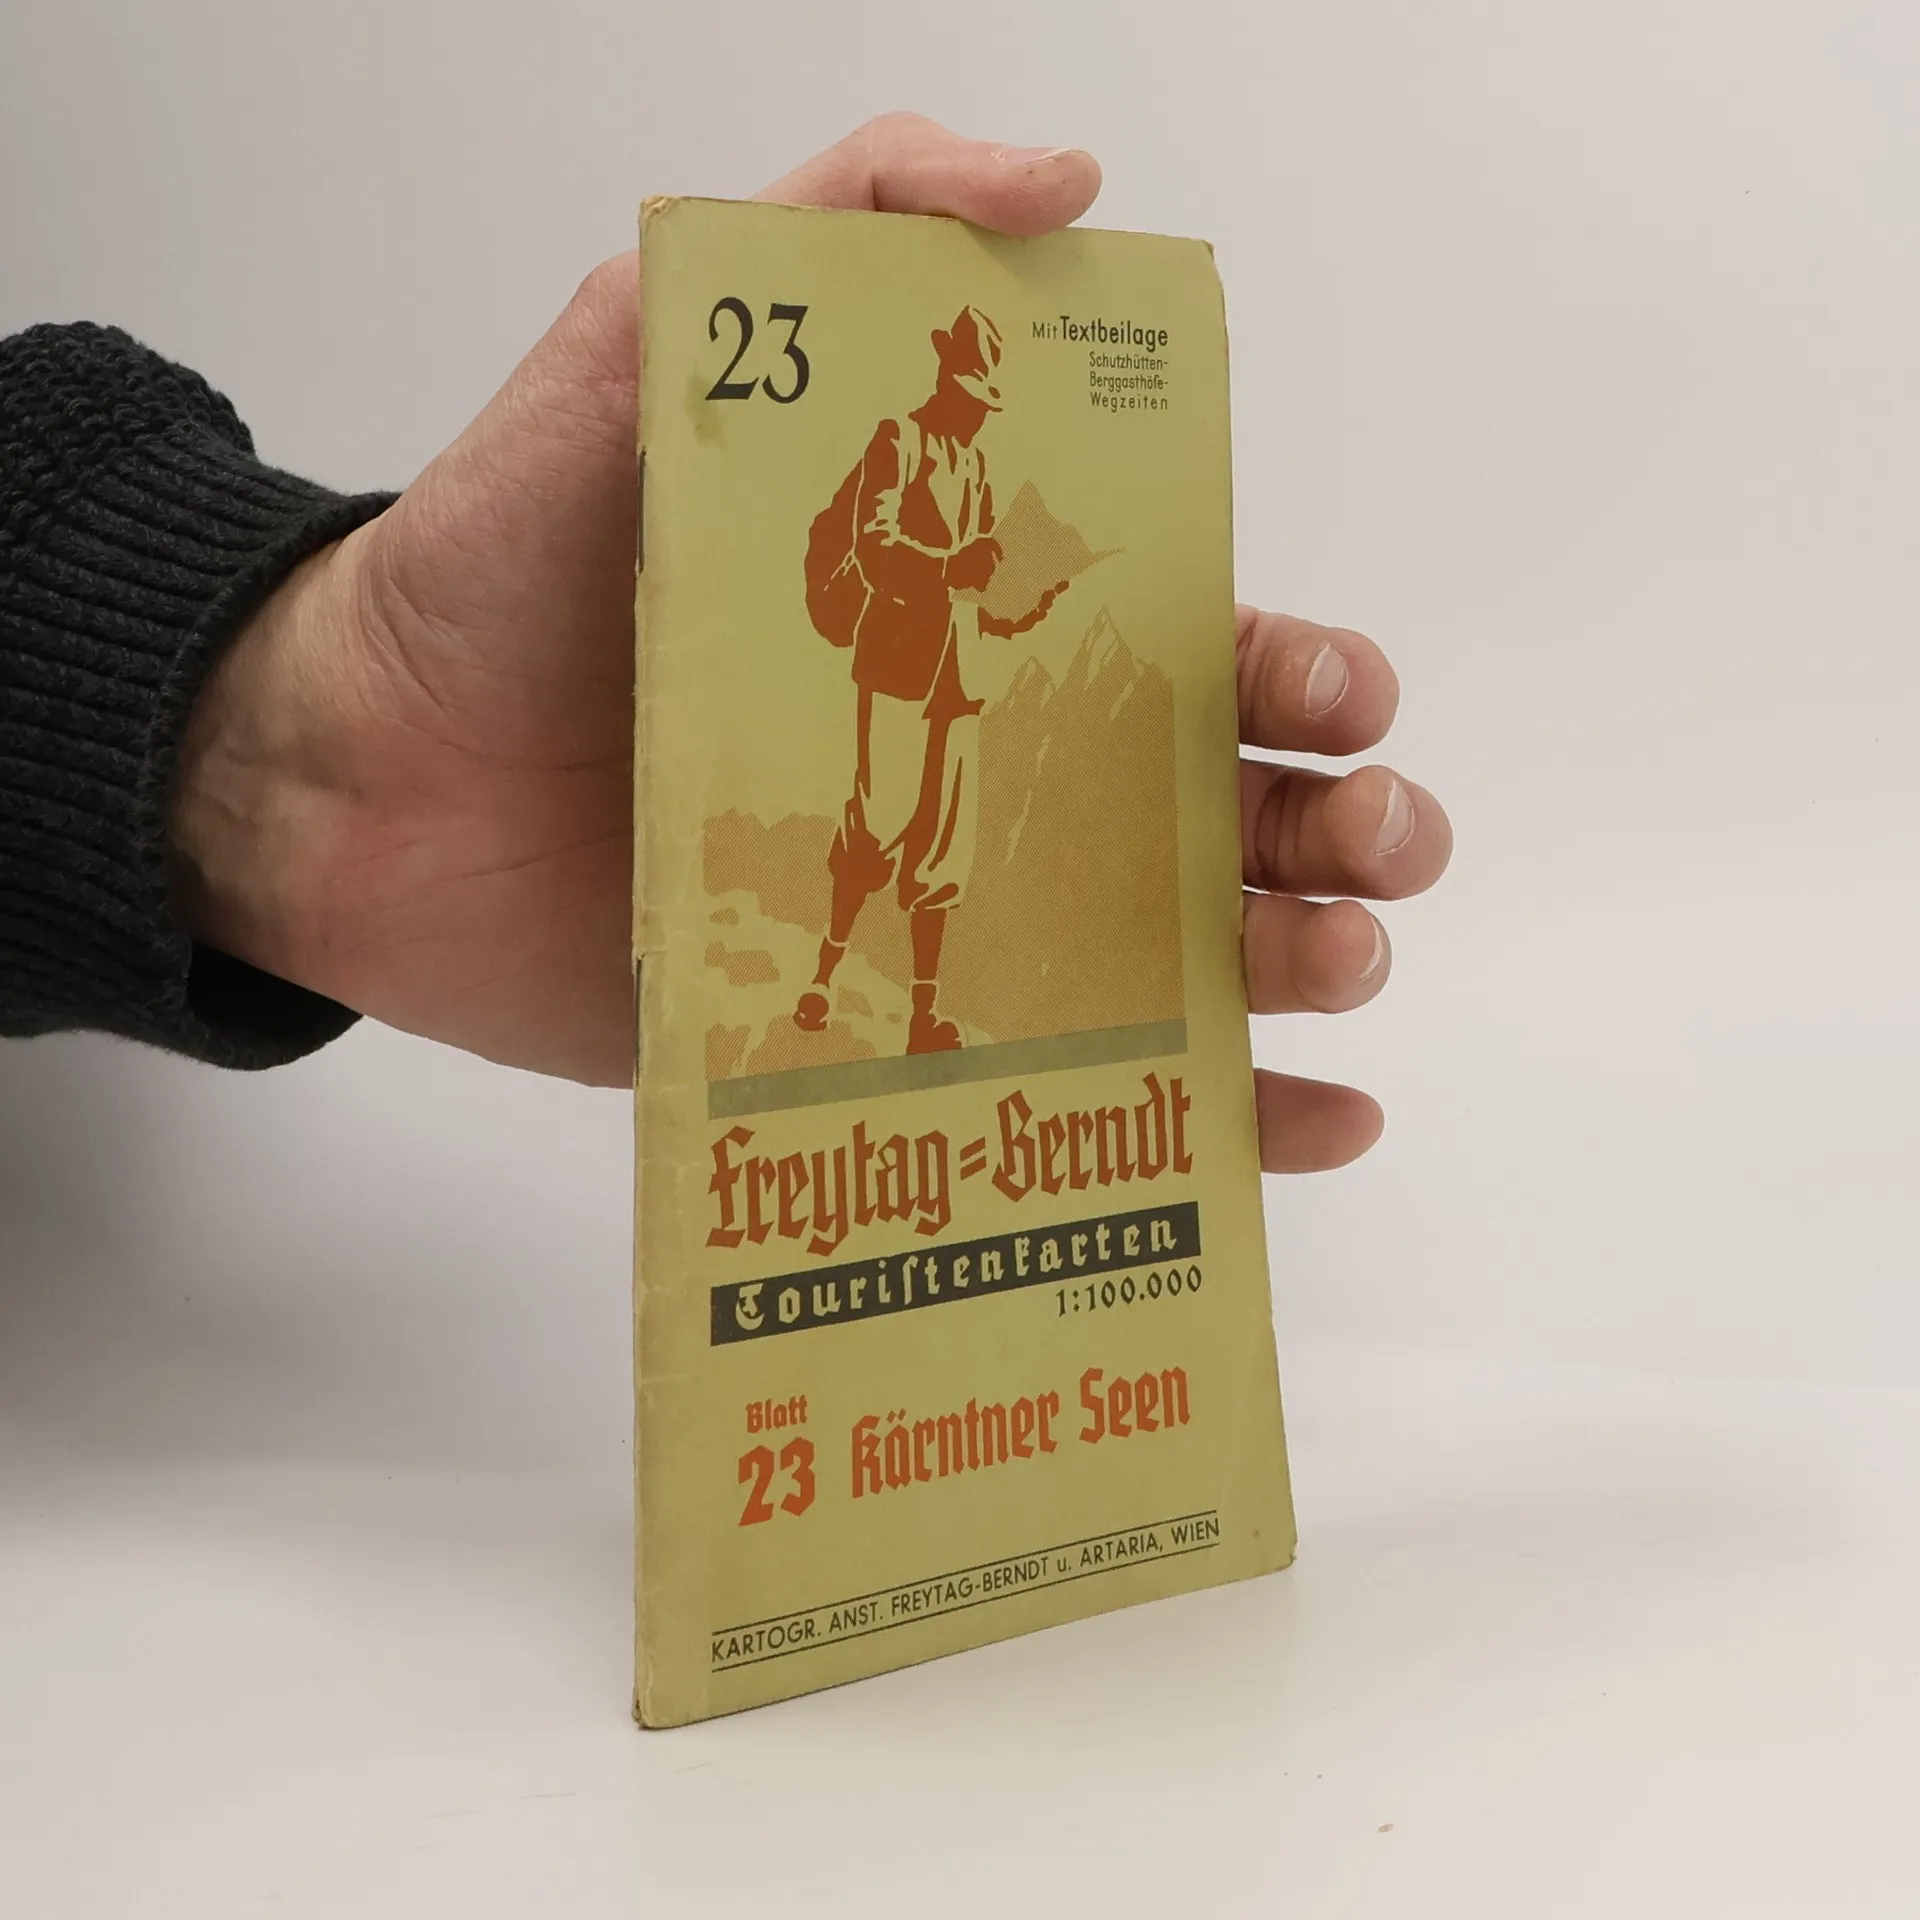 23
Mit Textbeilage
Schutzhütten-
Berggasthöfe-
Wegzeiten
Freytag=Berndt
Touriſtenkarten
1:100.000
Blatt
23 Kärntner Seen
KARTOGR. ANST. FREYTAG-BERNDT u. ARTARIA, WIEN